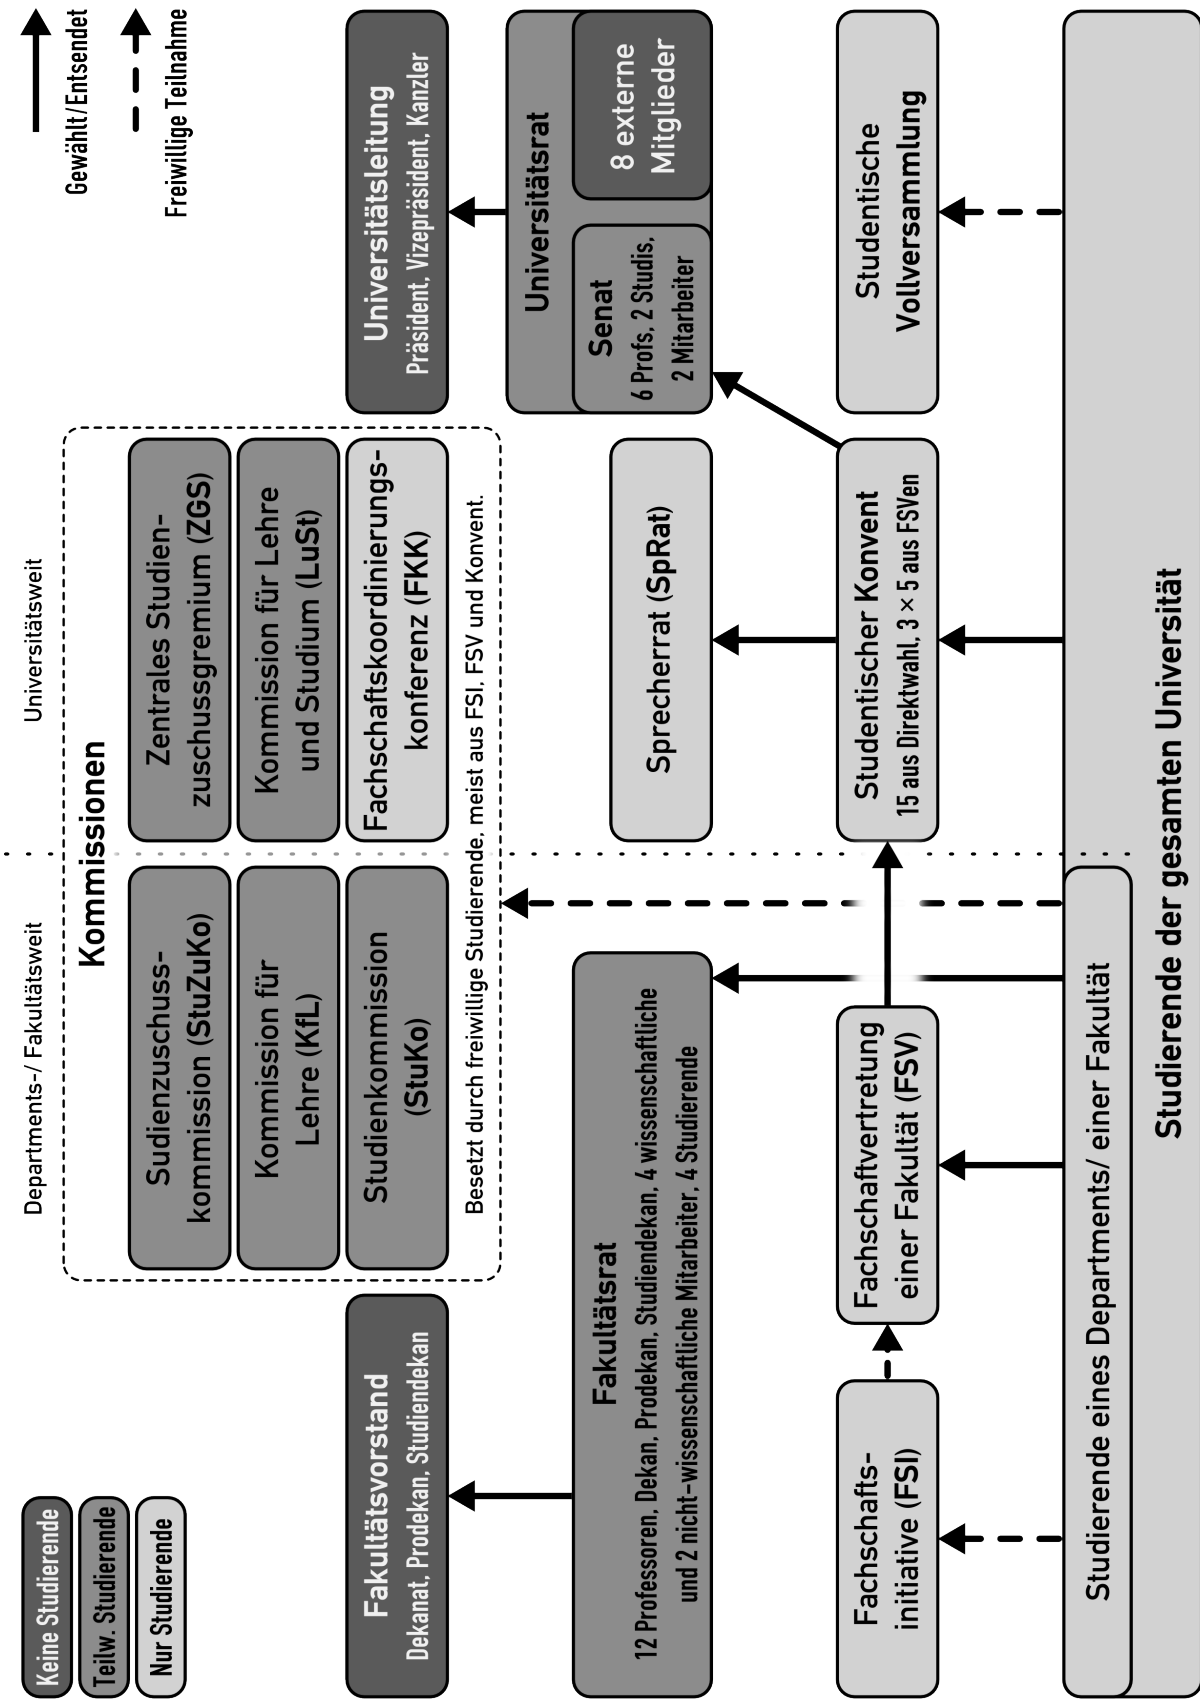 Keine Studierende
Teilw. Studierende
Nur Studierende
Departments-/ Fakultätsweit
Universitätsweit
Gewählt/Entsendet
Freiwillige Teilnahme
Kommissionen
Sudienzuschuss-
kommission (StuZuKo)
Zentrales Studien-
zuschussgremium (ZGS)
Kommission für
Lehre (KfL)
Kommission für Lehre
und Studium (LuSt)
Studienkommission
(StuKo)
Fachschaftskoordinierungs-
konferenz (FKK)
Besetzt durch freiwillige Studierende, meist aus FSI, FSV und Konvent.
Fakultätsvorstand
Dekanat, Prodekan, Studiendekan
Universitätsleitung
Präsident, Vizepräsident, Kanzler
Fakultätsrat
12 Professoren, Dekan, Prodekan, Studiendekan, 4 wissenschaftliche
und 2 nicht-wissenschaftliche Mitarbeiter, 4 Studierende
Sprecherrat (SpRat)
Universitätsrat
Senat
6 Profs, 2 Studis,
2 Mitarbeiter
8 externe
Mitglieder
Fachschafts-
initiative (FSI)
Fachschaftvertretung
einer Fakultät (FSV)
Studentischer Konvent
15 aus Direktwahl, 3 × 5 aus FSVen
Studentische
Vollversammlung
Studierende eines Departments/ einer Fakultät
Studierende der gesamten Universität